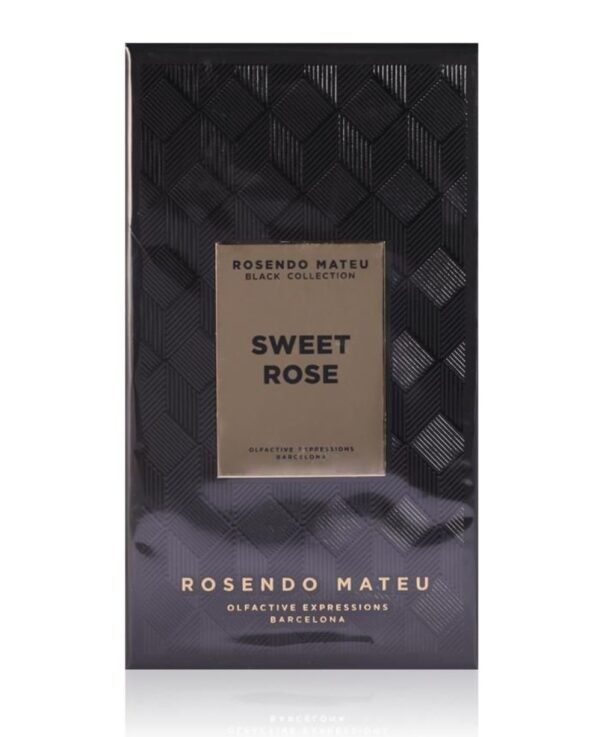 ROSENDO MATEU
BLACK COLLECTION
SWEET
ROSE
OLFACTIVE EXPRESSIONS
BARCELONA
ROSENDO MATEU
OLFACTIVE EXPRESSIONS
BARCELONA